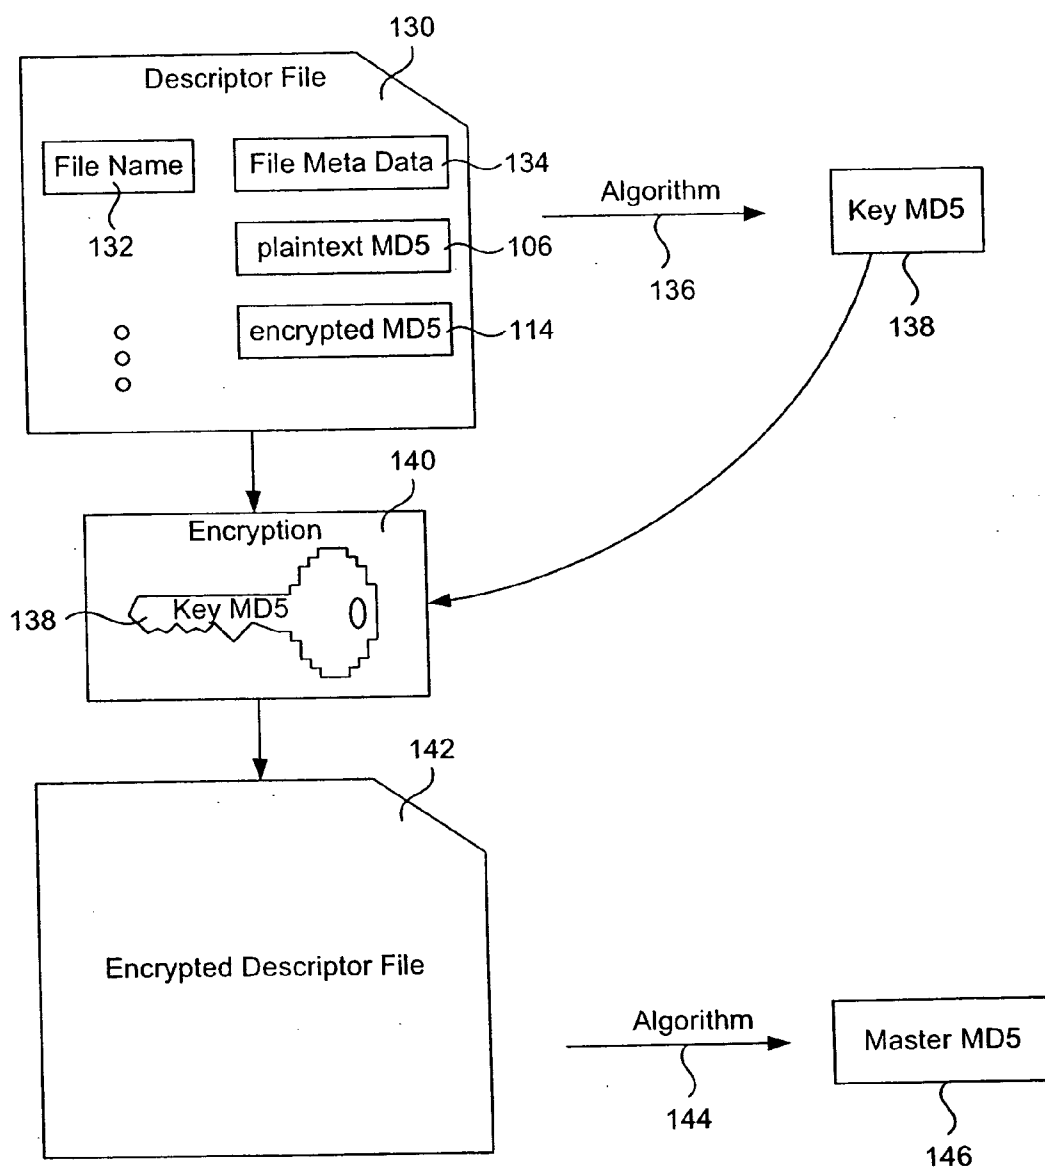 130
Descriptor File
File Name
File Meta Data
134
132
plaintext MD5
106
encrypted MD5
114
Algorithm
136
Key MD5
138
140
Encryption
Key MD5
138
142
Encrypted Descriptor File
Algorithm
144
Master MD5
146